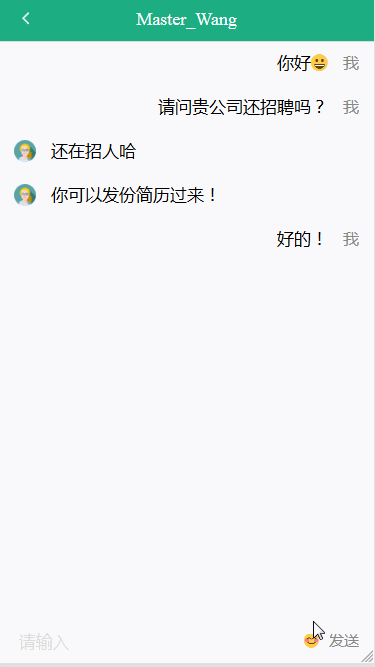 Master_Wang
你好😀 我
请问贵公司还招聘吗？ 我
还在招人哈
你可以发份简历过来！
好的！ 我
请输入 发送